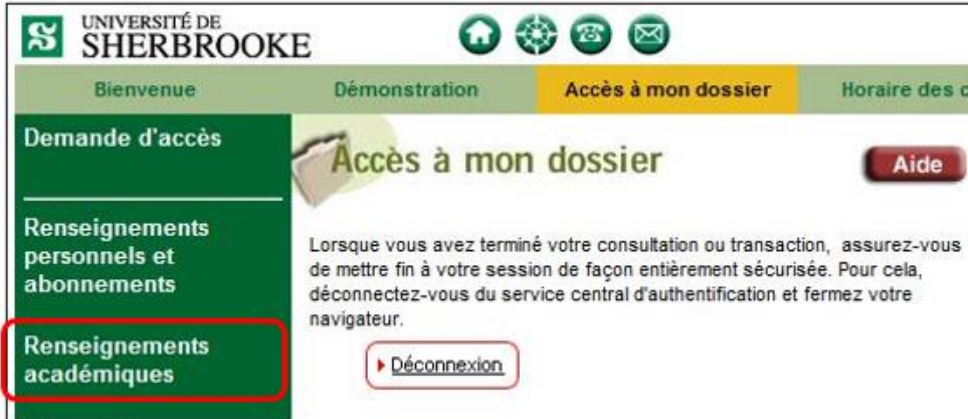 UNIVERSITÉ DE
SHERBROOKE
Bienvenue
Démonstration
Accès à mon dossier
Horaire des c
Demande d'accès
Renseignements
personnels et
abonnements
Renseignements
académiques
Accès à mon dossier
Aide
Lorsque vous avez terminé votre consultation ou transaction, assurez-vous
de mettre fin à votre session de façon entièrement sécurisée. Pour cela,
déconnectez-vous du service central d'authentification et fermez votre
navigateur.
Déconnexion